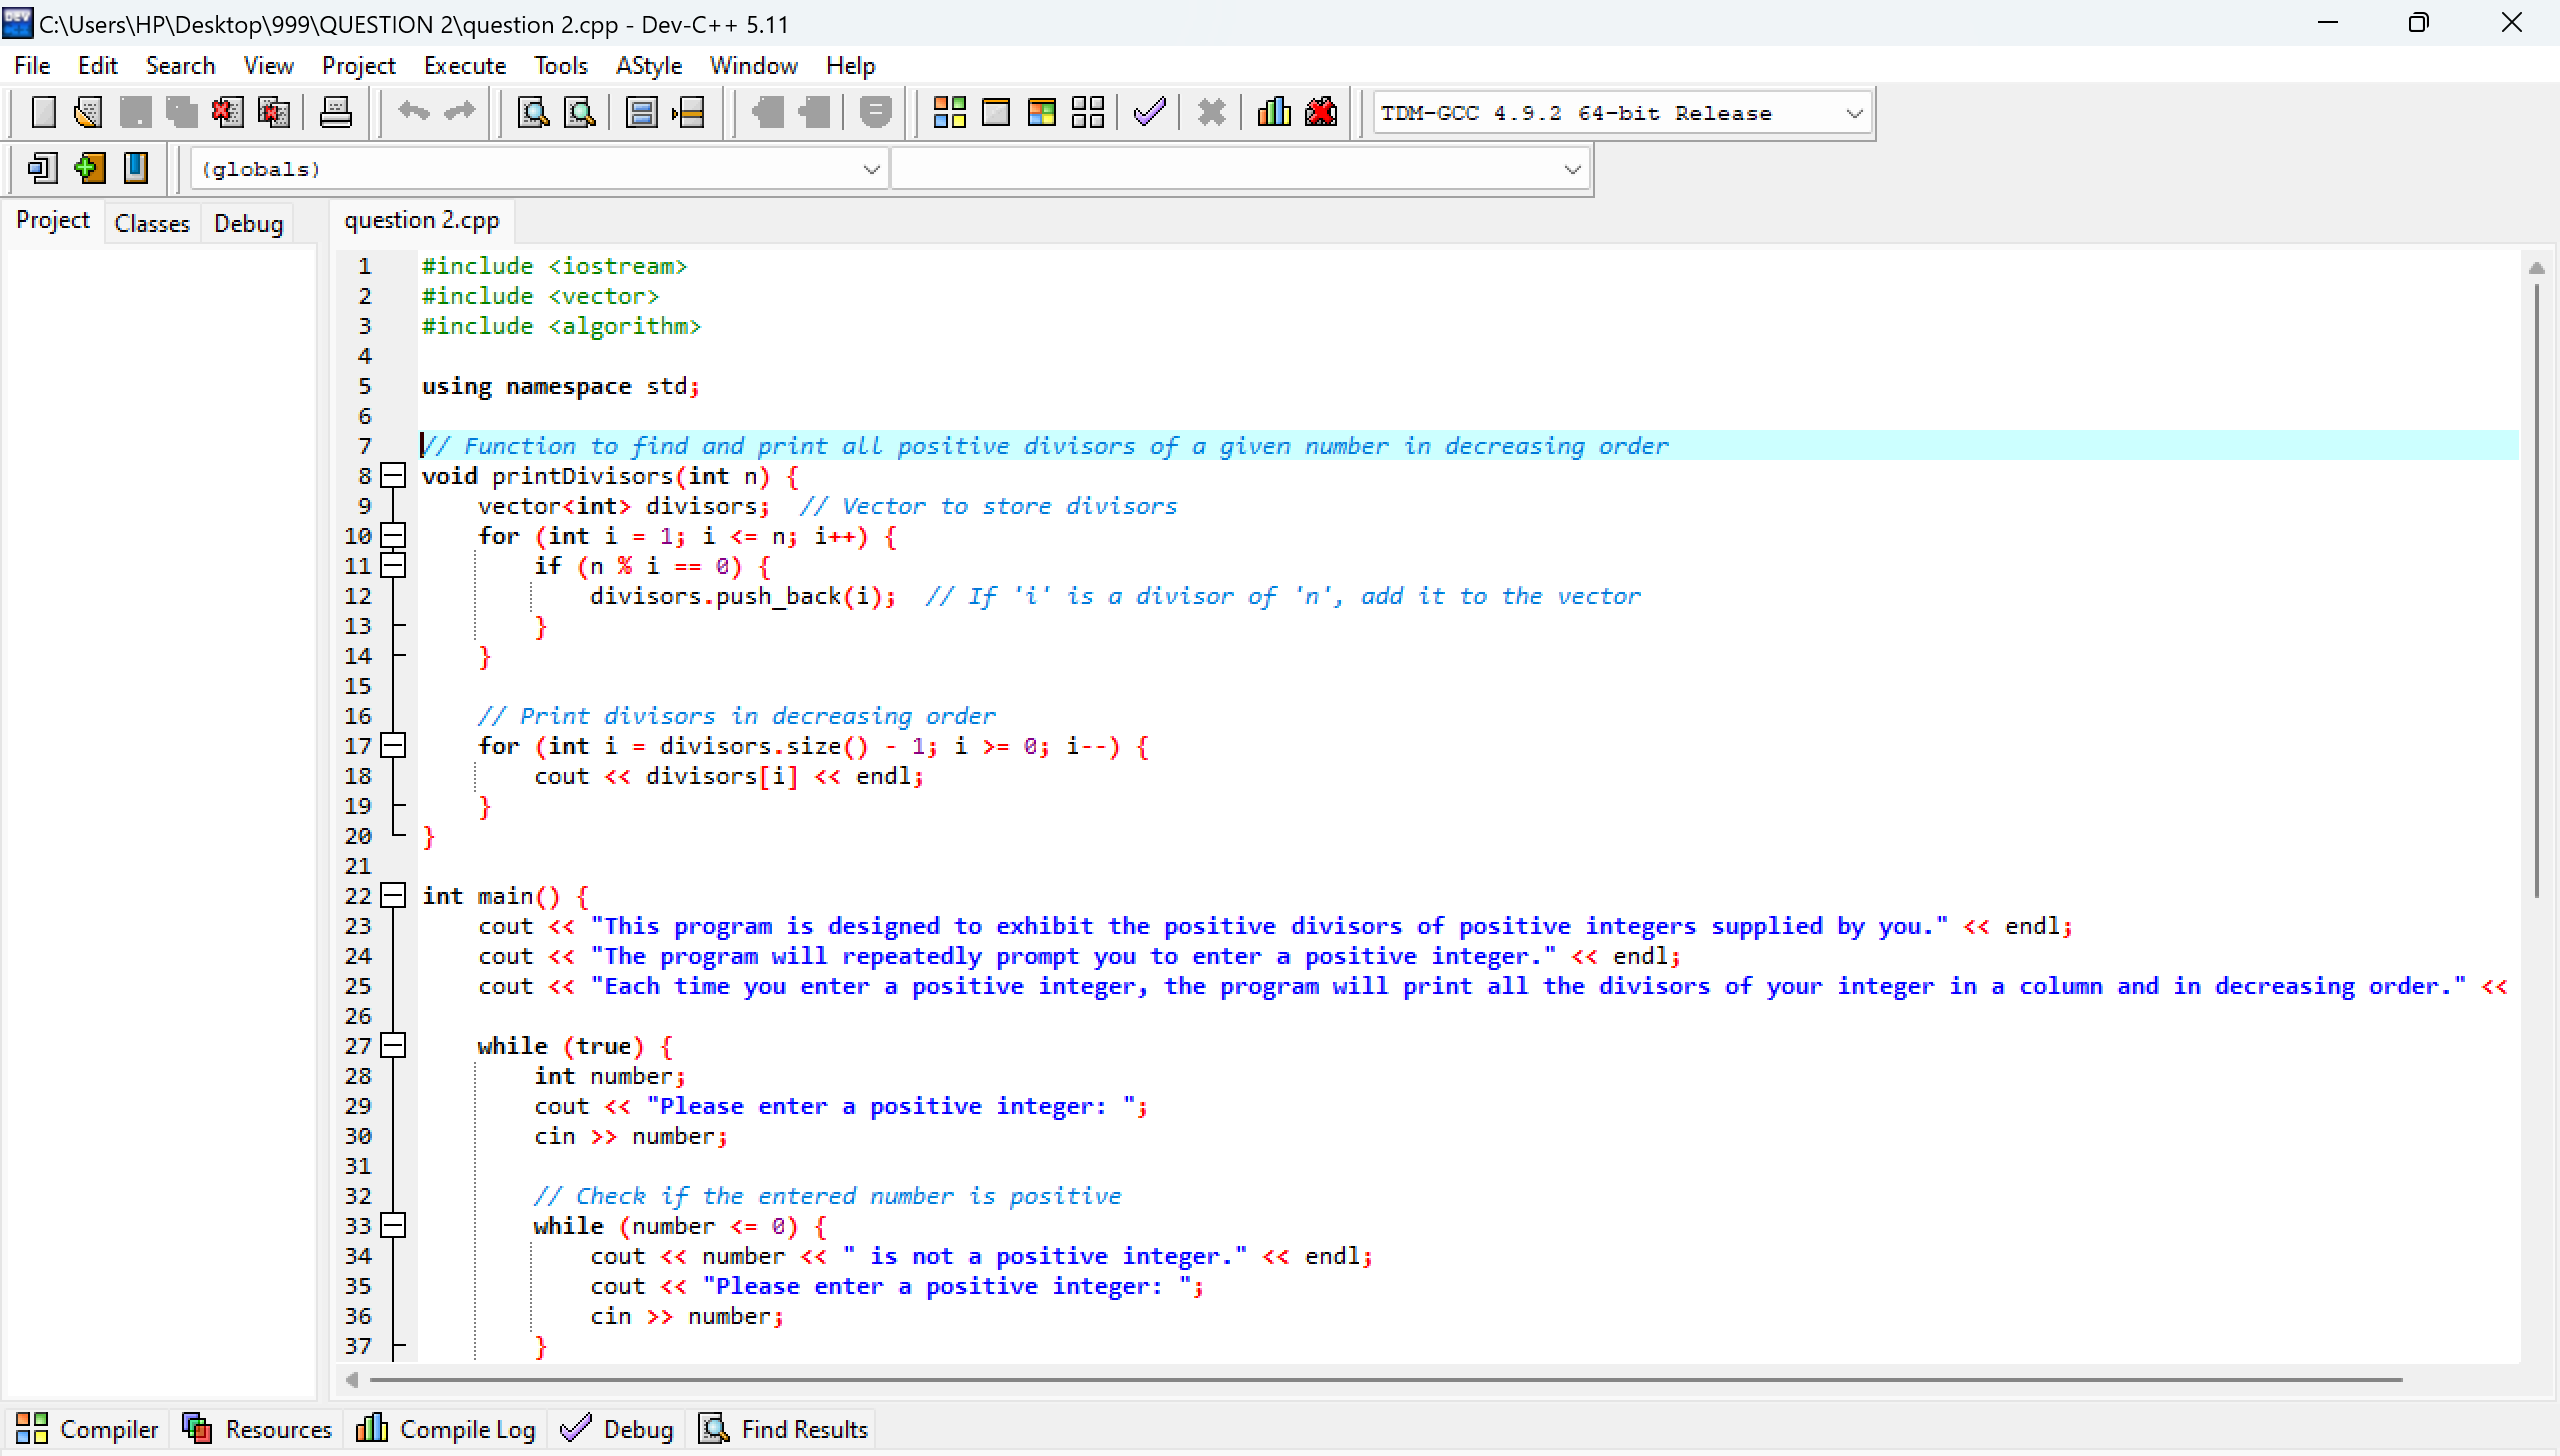 C:\Users\HP\Desktop\999\QUESTION 2\question 2.cpp - Dev-C++ 5.11
File Edit Search View Project Execute Tools AStyle Window Help
TDM-GCC 4.9.2 64-bit Release
(globals)
Project Classes Debug question 2.cpp
1 #include <iostream>
2 #include <vector>
3 #include <algorithm>
4
5 using namespace std;
6
7 // Function to find and print all positive divisors of a given number in decreasing order
8 void printDivisors(int n) {
9     vector<int> divisors;  // Vector to store divisors
10     for (int i = 1; i <= n; i++) {
11         if (n % i == 0) {
12             divisors.push_back(i);  // If 'i' is a divisor of 'n', add it to the vector
13         }
14     }
15
16     // Print divisors in decreasing order
17     for (int i = divisors.size() - 1; i >= 0; i--) {
18         cout << divisors[i] << endl;
19     }
20 }
21
22 int main() {
23     cout << "This program is designed to exhibit the positive divisors of positive integers supplied by you." << endl;
24     cout << "The program will repeatedly prompt you to enter a positive integer." << endl;
25     cout << "Each time you enter a positive integer, the program will print all the divisors of your integer in a column and in decreasing order." <<
26
27     while (true) {
28         int number;
29         cout << "Please enter a positive integer: ";
30         cin >> number;
31
32         // Check if the entered number is positive
33         while (number <= 0) {
34             cout << number << " is not a positive integer." << endl;
35             cout << "Please enter a positive integer: ";
36             cin >> number;
37         }
Compiler Resources Compile Log Debug Find Results